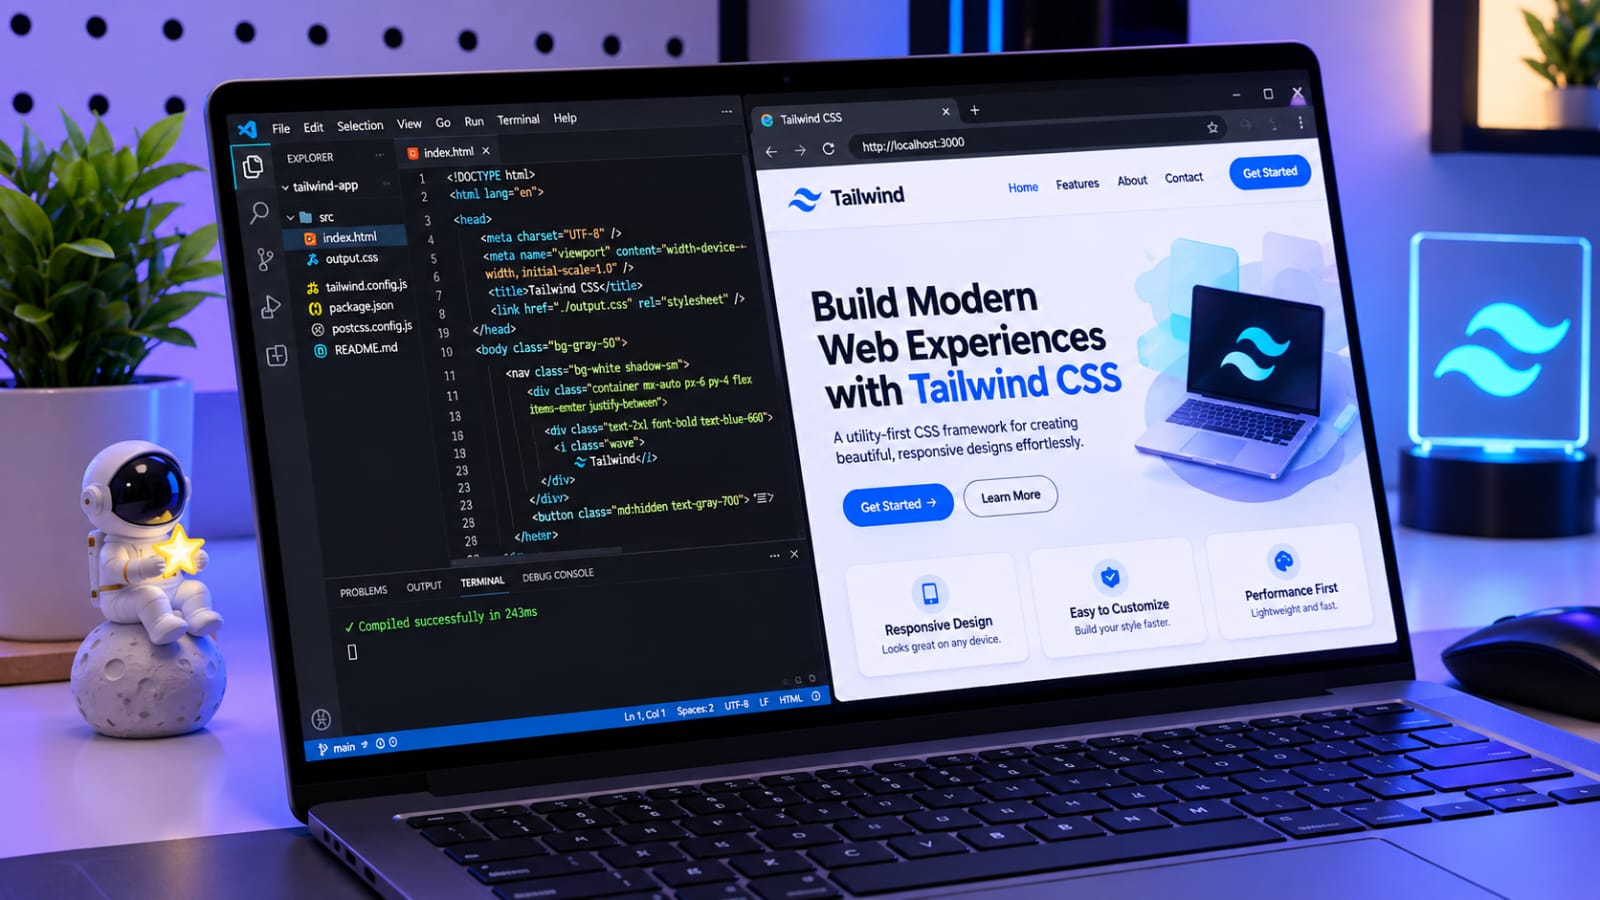 File Edit Selection View Go Run Terminal Help
EXPLORER
tailwind-app
src
index.html
output.css
tailwind.config.js
package.json
postcss.config.js
README.md
index.html
1 <!DOCTYPE html>
2 <html lang="en">
3 <head>
4 <meta charset="UTF-8" />
5 <meta name="viewport" content="width-device-
6 width, initial-scale=1.0" />
7 <title>Tailwind CSS</title>
8 <link href="./output.css" rel="stylesheet" />
19 </head>
10 <body class="bg-gray-50">
11 <nav class="bg-white shadow-sm">
11 <div class="container mx-auto px-6 py-4 flex
13 justify-between">
16 <div class="text-2xl font-bold text-blue-660">
19 <i class="wave">
29 Tailwind</i>
23 </div>
23
28 <button class="md:hidden text-gray-700">
28
PROBLEMS OUTPUT TERMINAL DEBUG CONSOLE
✓ Compiled successfully in 243ms
main
Ln 1, Col 1 Spaces: 2 UTF-8 LF HTML
Tailwind CSS
http://localhost:3000
Tailwind
Home Features About Contact Get Started
Build Modern
Web Experiences
with Tailwind CSS
A utility-first CSS framework for creating
beautiful, responsive designs effortlessly.
Get Started → Learn More
Responsive Design
Looks great on any device.
Easy to Customize
Build your style faster.
Performance First
Lightweight and fast.